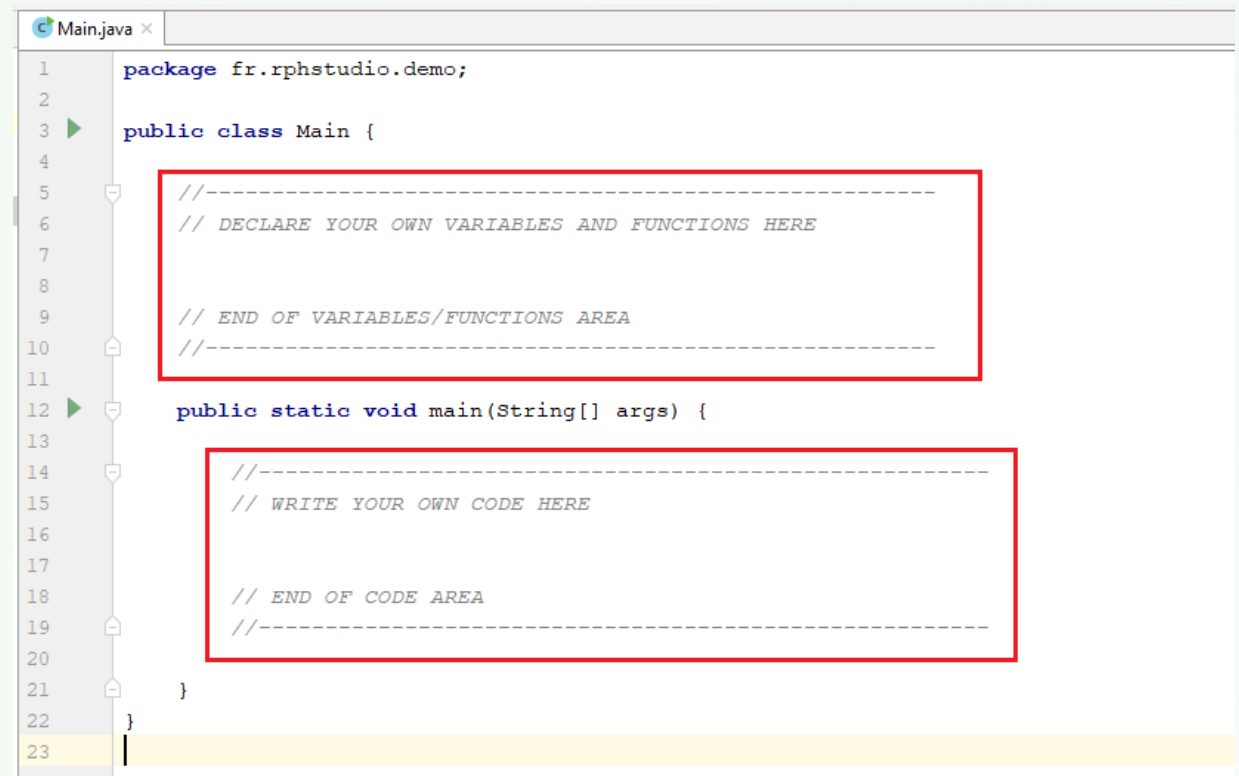 Main.java
1 package fr.rphstudio.demo;
2
3 public class Main {
4
5 //-------------------------------------------------------
6 // DECLARE YOUR OWN VARIABLES AND FUNCTIONS HERE
7
8
9 // END OF VARIABLES/FUNCTIONS AREA
10 //-------------------------------------------------------
11
12 public static void main(String[] args) {
13
14 //-------------------------------------------------------
15 // WRITE YOUR OWN CODE HERE
16
17
18 // END OF CODE AREA
19 //-------------------------------------------------------
20
21 }
22 }
23